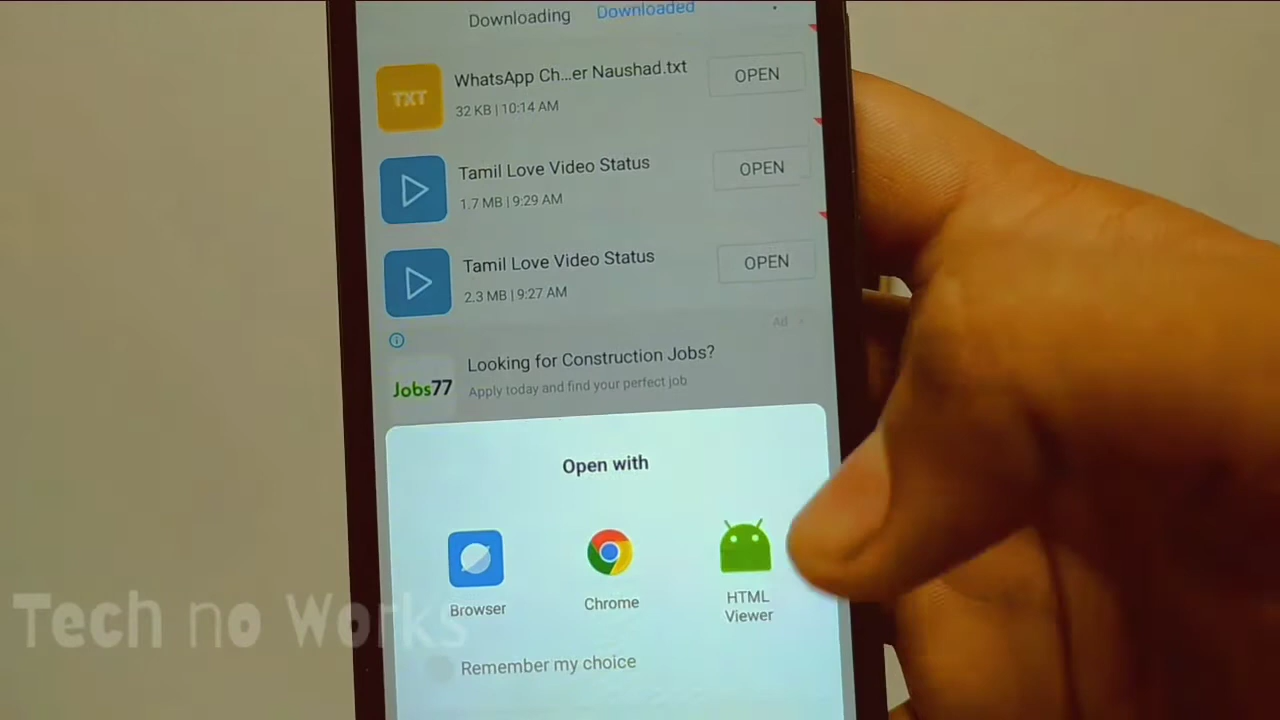 Downloading Downloaded
TXT
WhatsApp Ch...er Naushad.txt
32 KB | 10:14 AM
OPEN
Tamil Love Video Status
1.7 MB | 9:29 AM
OPEN
Tamil Love Video Status
2.3 MB | 9:27 AM
OPEN
Ad
Looking for Construction Jobs?
Jobs77
Apply today and find your perfect job
Open with
Browser
Chrome
HTML
Viewer
Remember my choice
Tech no Works